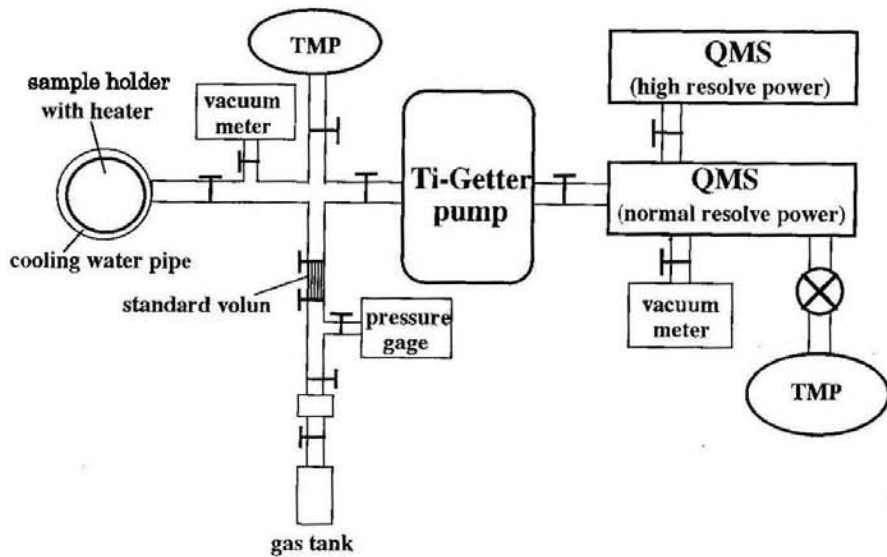 TMP
QMS
(high resolve power)
sample holder
with heater
vacuum
meter
Ti-Getter
pump
QMS
(normal resolve power)
cooling water pipe
standard volun
pressure
gage
vacuum
meter
TMP
gas tank